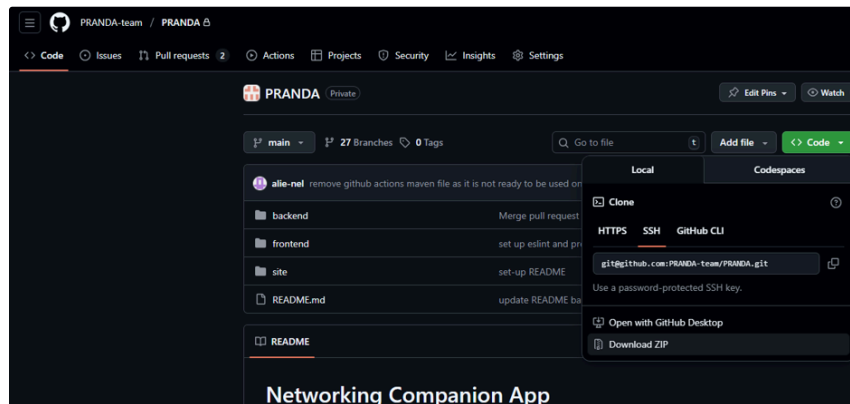 PRANDA-team / PRANDA
Code Issues Pull requests 2 Actions Projects Security Insights Settings
PRANDA Private Edit Pins Watch
main 27 Branches 0 Tags Go to file t Add file Code
Local Codespaces
alie-nel remove github actions maven file as it is not ready to be used on
Clone
backend Merge pull request
HTTPS SSH GitHub CLI
frontend set up eslint and pre
git@github.com:PRANDA-team/PRANDA.git
site set-up README
Use a password-protected SSH key.
README.md update README ba
Open with GitHub Desktop
README
Download ZIP
Networking Companion App